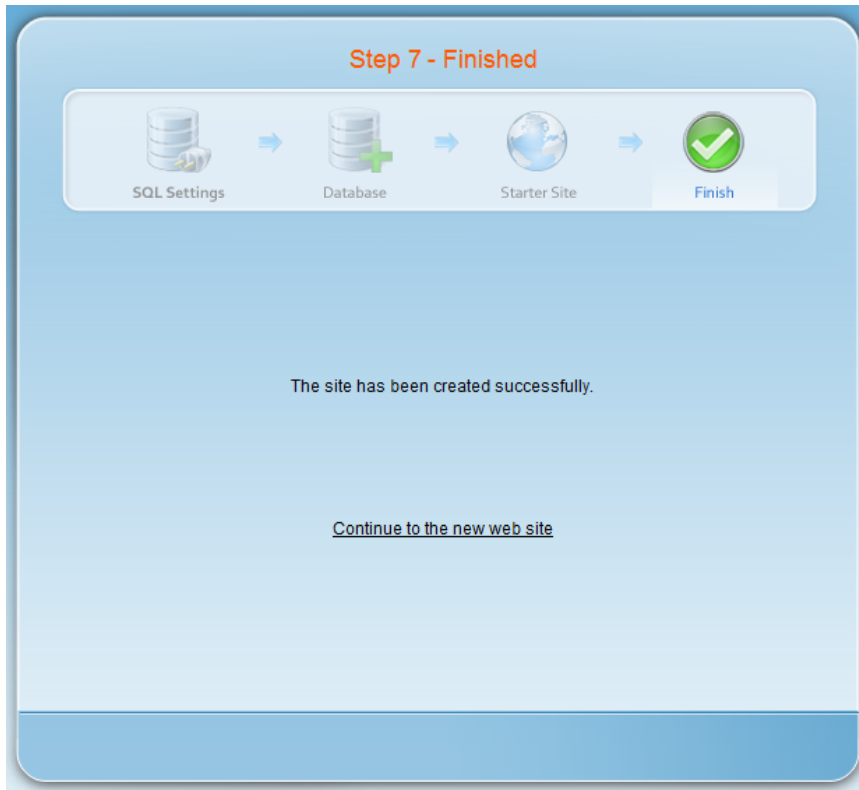 Step 7 - Finished
SQL Settings
Database
Starter Site
Finish
The site has been created successfully.
Continue to the new web site